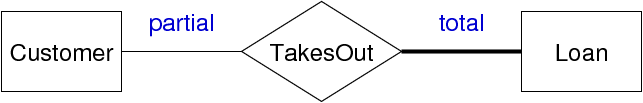 partial
total
Customer
TakesOut
Loan